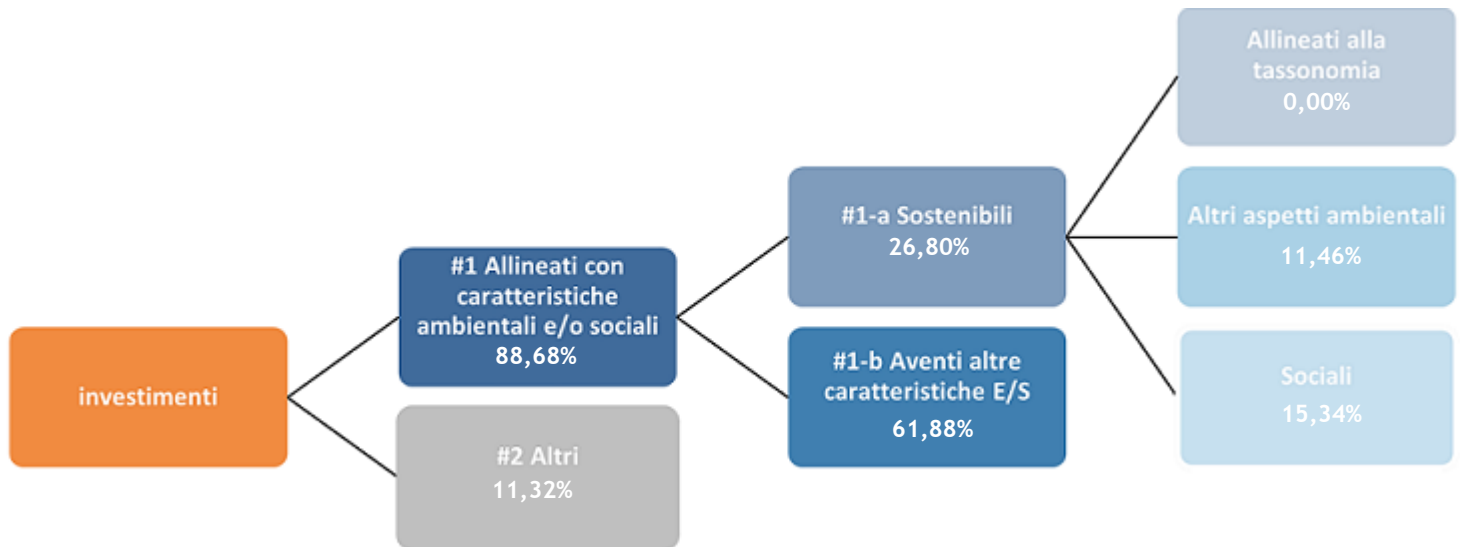 investimenti
#1 Allineati con
caratteristiche
ambientali e/o sociali
88,68%
#2 Altri
11,32%
#1-a Sostenibili
26,80%
#1-b Aventi altre
caratteristiche E/S
61,88%
Allineati alla
tassonomia
0,00%
Altri aspetti ambientali
11,46%
Sociali
15,34%